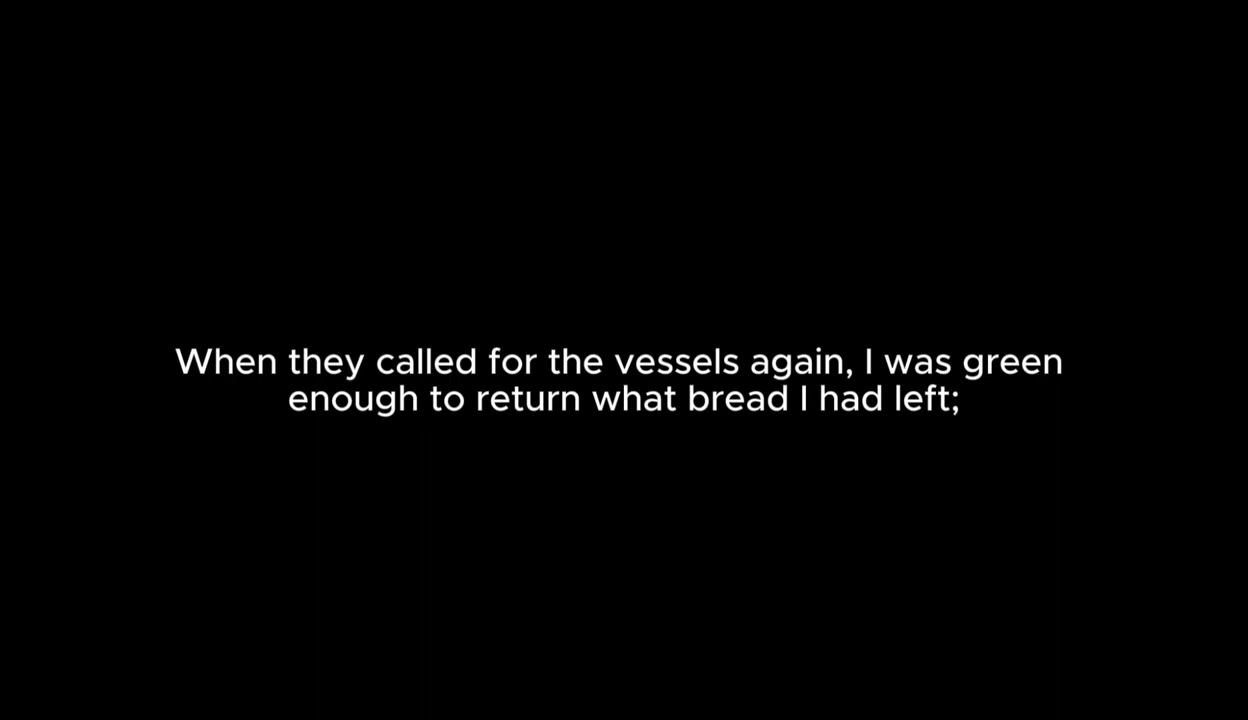 When they called for the vessels again, I was green
enough to return what bread I had left;